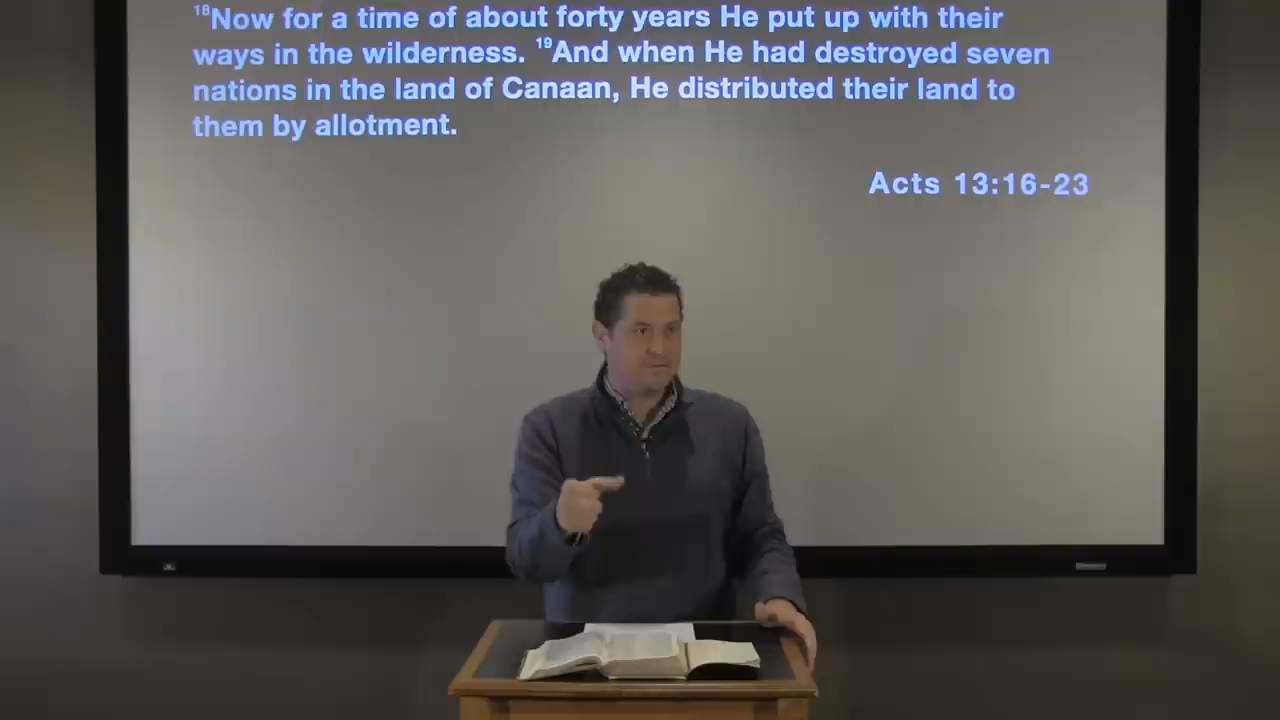 ¹⁸Now for a time of about forty years He put up with their
ways in the wilderness. ¹⁹And when He had destroyed seven
nations in the land of Canaan, He distributed their land to
them by allotment.
Acts 13:16-23